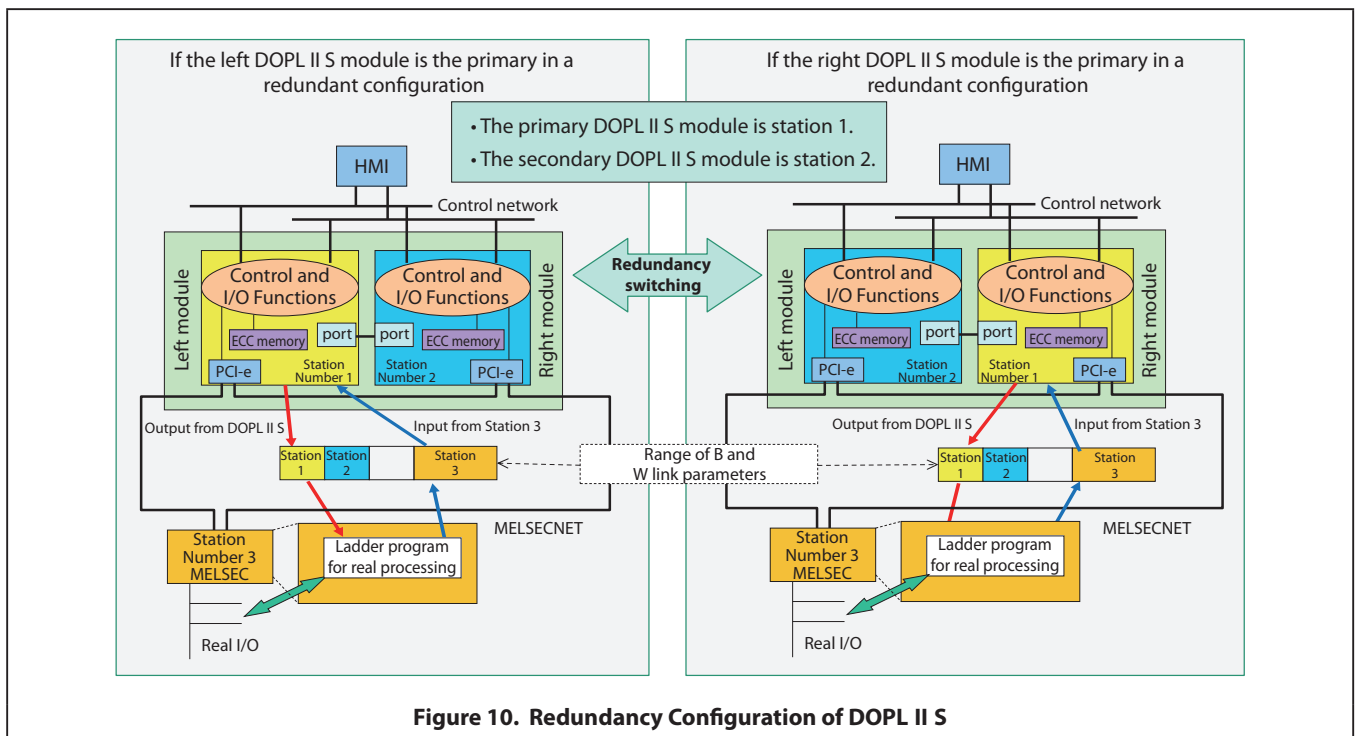 If the left DOPL II S module is the primary in a
redundant configuration
If the right DOPL II S module is the primary in a
redundant configuration
• The primary DOPL II S module is station 1.
• The secondary DOPL II S module is station 2.
HMI
Control network
Left module
Control and
I/O Functions
ECC memory
port
PCI-e
Station
Number 1
Control and
I/O Functions
port
ECC memory
Station
Number 2
PCI-e
Right module
Redundancy
switching
HMI
Control network
Left module
Control and
I/O Functions
ECC memory
port
PCI-e
Station
Number 2
Control and
I/O Functions
port
ECC memory
Station
Number 1
PCI-e
Right module
Output from DOPL II S
Input from Station 3
Station
1
Station
2
Station
3
Range of B and
W link parameters
Output from DOPL II S
Input from Station 3
Station
1
Station
2
Station
3
MELSECNET
Station
Number 3
MELSEC
Ladder program
for real processing
Real I/O
MELSECNET
Station
Number 3
MELSEC
Ladder program
for real processing
Real I/O
Figure 10. Redundancy Configuration of DOPL II S